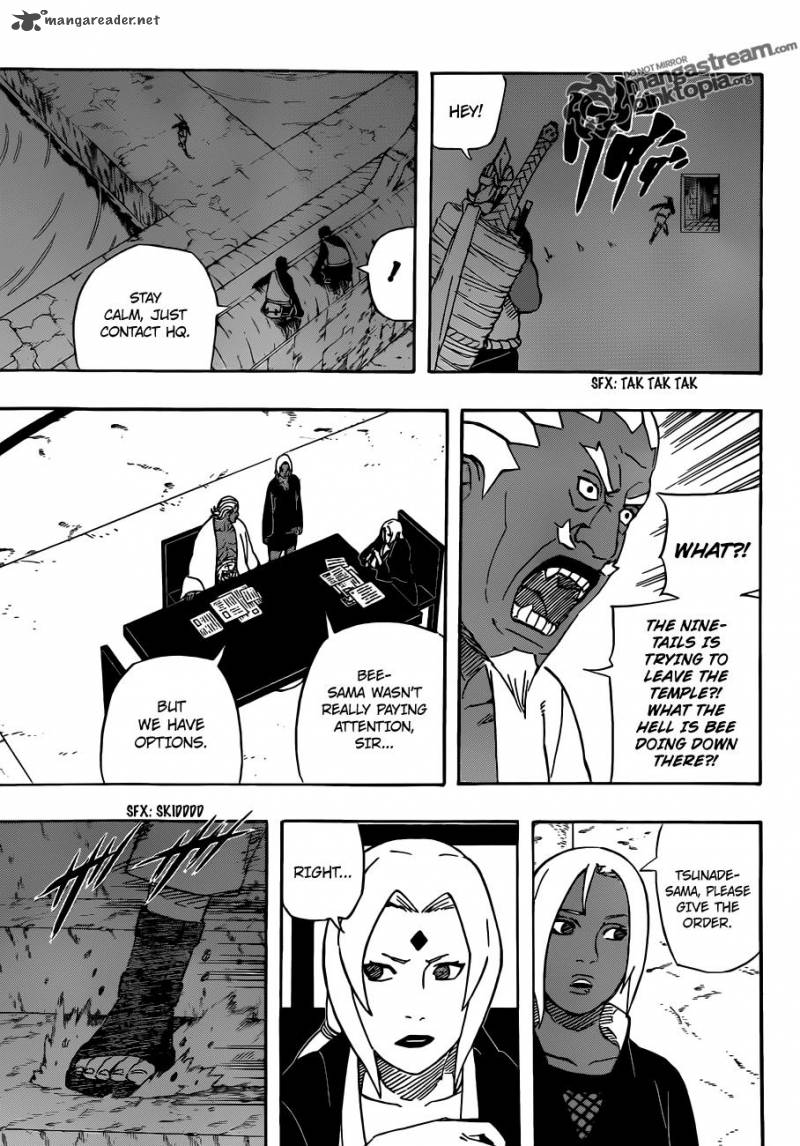 mangareader.net
DO NOT MIRROR
mangastream.com
pinktopia.org
HEY!
!
STAY
CALM, JUST
CONTACT HQ.
SFX: TAK TAK TAK
WHAT?!
THE NINE-
TAILS IS
TRYING TO
LEAVE THE
TEMPLE?!
WHAT THE
HELL IS BEE
DOING DOWN
THERE?!
BEE-
SAMA WASN'T
REALLY PAYING
ATTENTION,
SIR...
BUT
WE HAVE
OPTIONS.
TSUNADE-
SAMA, PLEASE
GIVE THE
ORDER.
RIGHT...
SFX: SKIDDDD